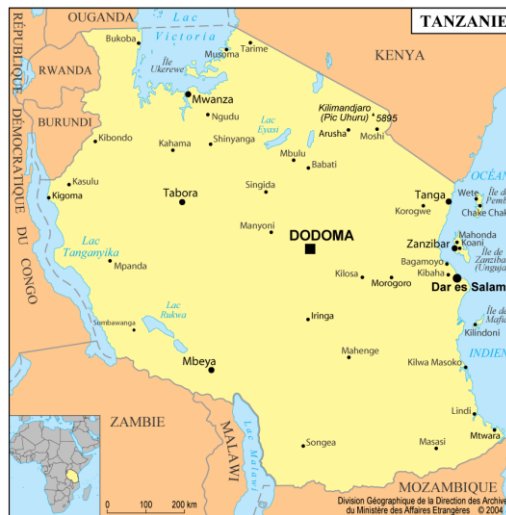 OUGANDA
Lac
Victoria
TANZANIE
Bukoba
Musoma
Tarime
KENYA
Île
Ukerewe
RWANDA
Mwanza
Ngudu
Kilimandjaro
(Pic Uhuru)
5895
BURUNDI
Lac
Eyasi
Arusha
Moshi
Kibondo
Kahama
Shinyanga
Mbulu
Babati
Kasulu
Kigoma
Tabora
Singida
OCÉAN
Tanga
Wete
Île de
Pemba
Chake Chake
Korogwe
Manyoni
DODOMA
Mahonda
Zanzibar
Koani
Île de
Zanzibar
(Unguja)
Bagamoyo
Kibaha
Lac
Tanganyika
Mpanda
Kilosa
Morogoro
Dar es Salam
RÉPUBLIQUE DÉMOCRATIQUE DU CONGO
Lac
Rukwa
Iringa
Île de
Mafia
Kilindoni
Sumbawanga
INDIEN
Mbeya
Mahenge
Kilwa Masoko
ZAMBIE
MALAWI
Lac Malawi
Lindi
Mtwara
Songea
Masasi
MOZAMBIQUE
0 100 200 km
Division Géographique de la Direction des Archive
du Ministère des Affaires Etrangères © 2004